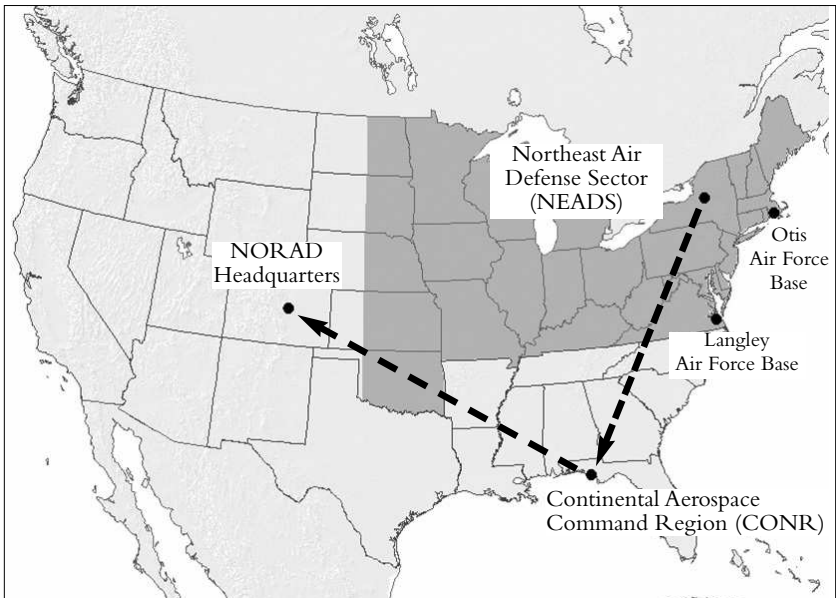 Northeast Air
Defense Sector
(NEADS)
NORAD
Headquarters
Otis
Air Force
Base
Langley
Air Force Base
Continental Aerospace
Command Region (CONR)